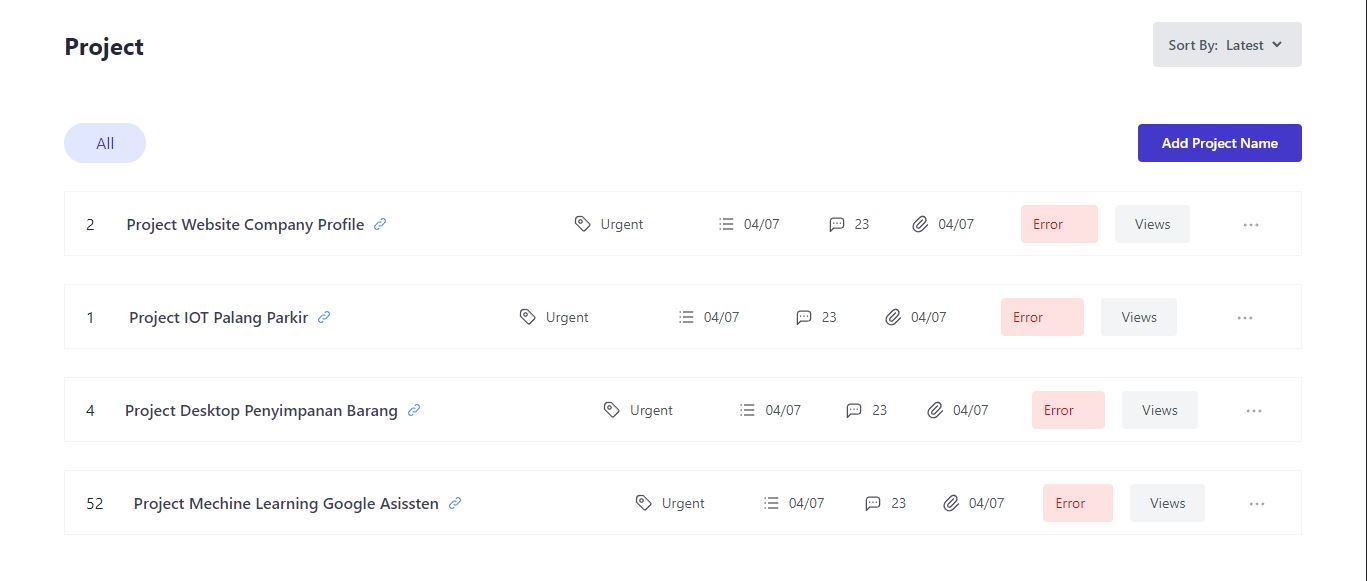 Project
Sort By: Latest
All
Add Project Name
2 Project Website Company Profile Urgent 04/07 23 04/07 Error Views
1 Project IOT Palang Parkir Urgent 04/07 23 04/07 Error Views
4 Project Desktop Penyimpanan Barang Urgent 04/07 23 04/07 Error Views
52 Project Mechine Learning Google Asissten Urgent 04/07 23 04/07 Error Views